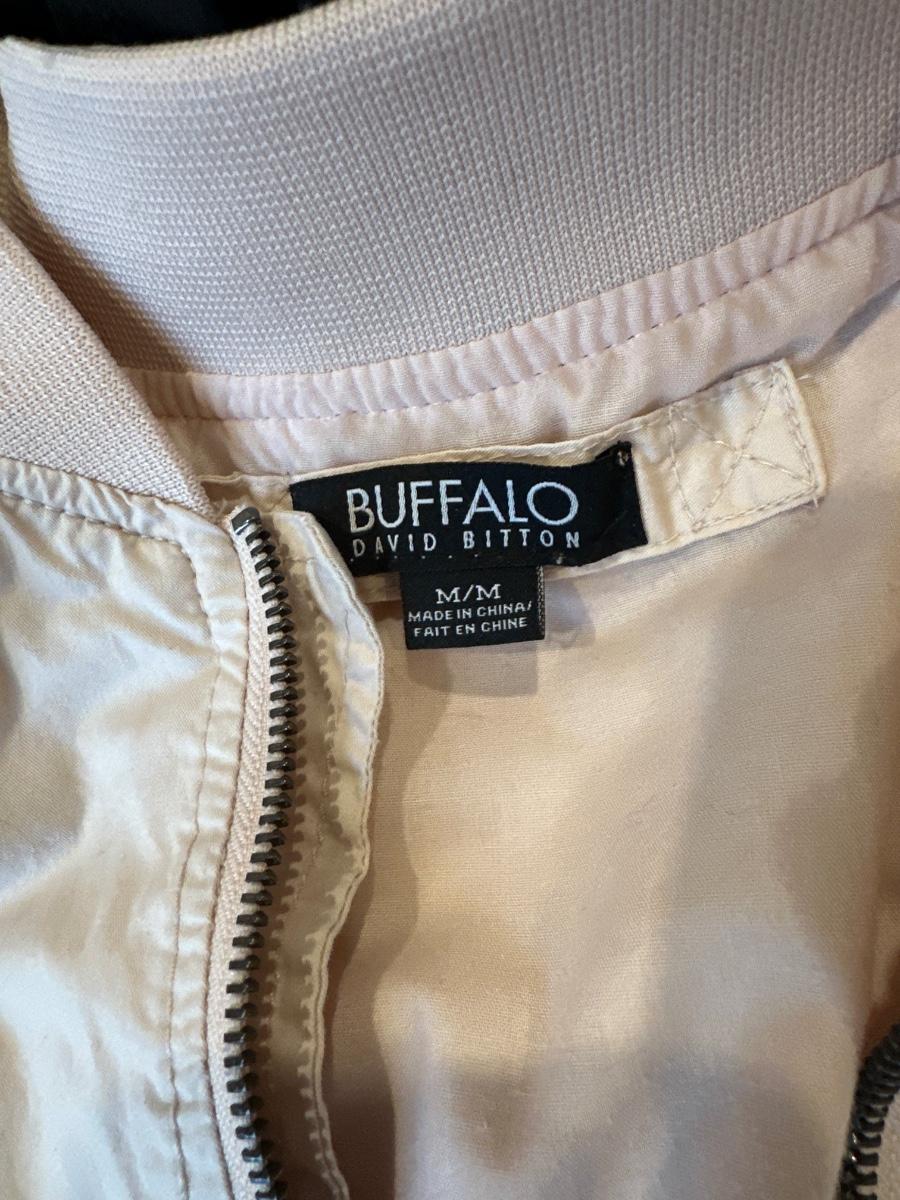 BUFFALO
DAVID BITTON
M/M
MADE IN CHINA/
FAIT EN CHINE